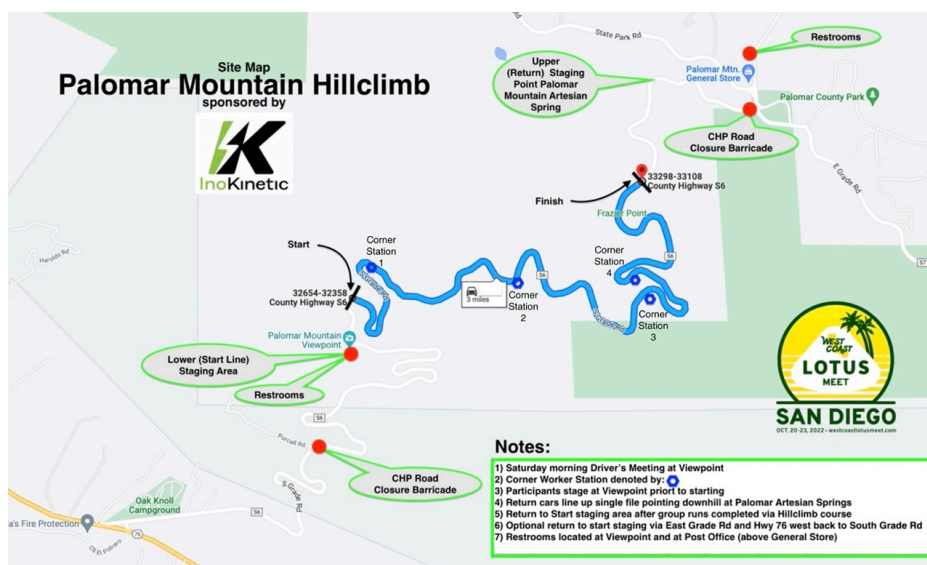 Site Map
Palomar Mountain Hillclimb
sponsored by
InoKinetic
State Park Rd
Restrooms
Upper
(Return) Staging
Point Palomar
Mountain Artesian
Spring
Palomar Mtn.
General Store
Palomar County Park
CHP Road
Closure Barricade
E Grade Rd
33298-33108
County Highway S6
Finish
Frazier Point
Start
Corner
Station
1
Corner
Station
4
S6
Harolds Rd
S7
32654-32358
County Highway S6
3 miles
S6
Corner
Station
2
Corner
Station
3
Palomar Mountain
Viewpoint
Lower (Start Line)
Staging Area
Restrooms
WEST
COAST
LOTUS
MEET
SAN DIEGO
OCT. 20-23, 2022 • westcoastlotusmeet.com
S6
Purcell Rd
CHP Road
Closure Barricade
S Grade Rd
Oak Knoll
Campground
S6
a's Fire Protection
76
Notes:
1) Saturday morning Driver's Meeting at Viewpoint
2) Corner Worker Station denoted by:
3) Participants stage at Viewpoint priort to starting
4) Return cars line up single file pointing downhill at Palomar Artesian Springs
5) Return to Start staging area after group runs completed via Hillclimb course
6) Optional return to start staging via East Grade Rd and Hwy 76 west back to South Grade Rd
7) Restrooms located at Viewpoint and at Post Office (above General Store)